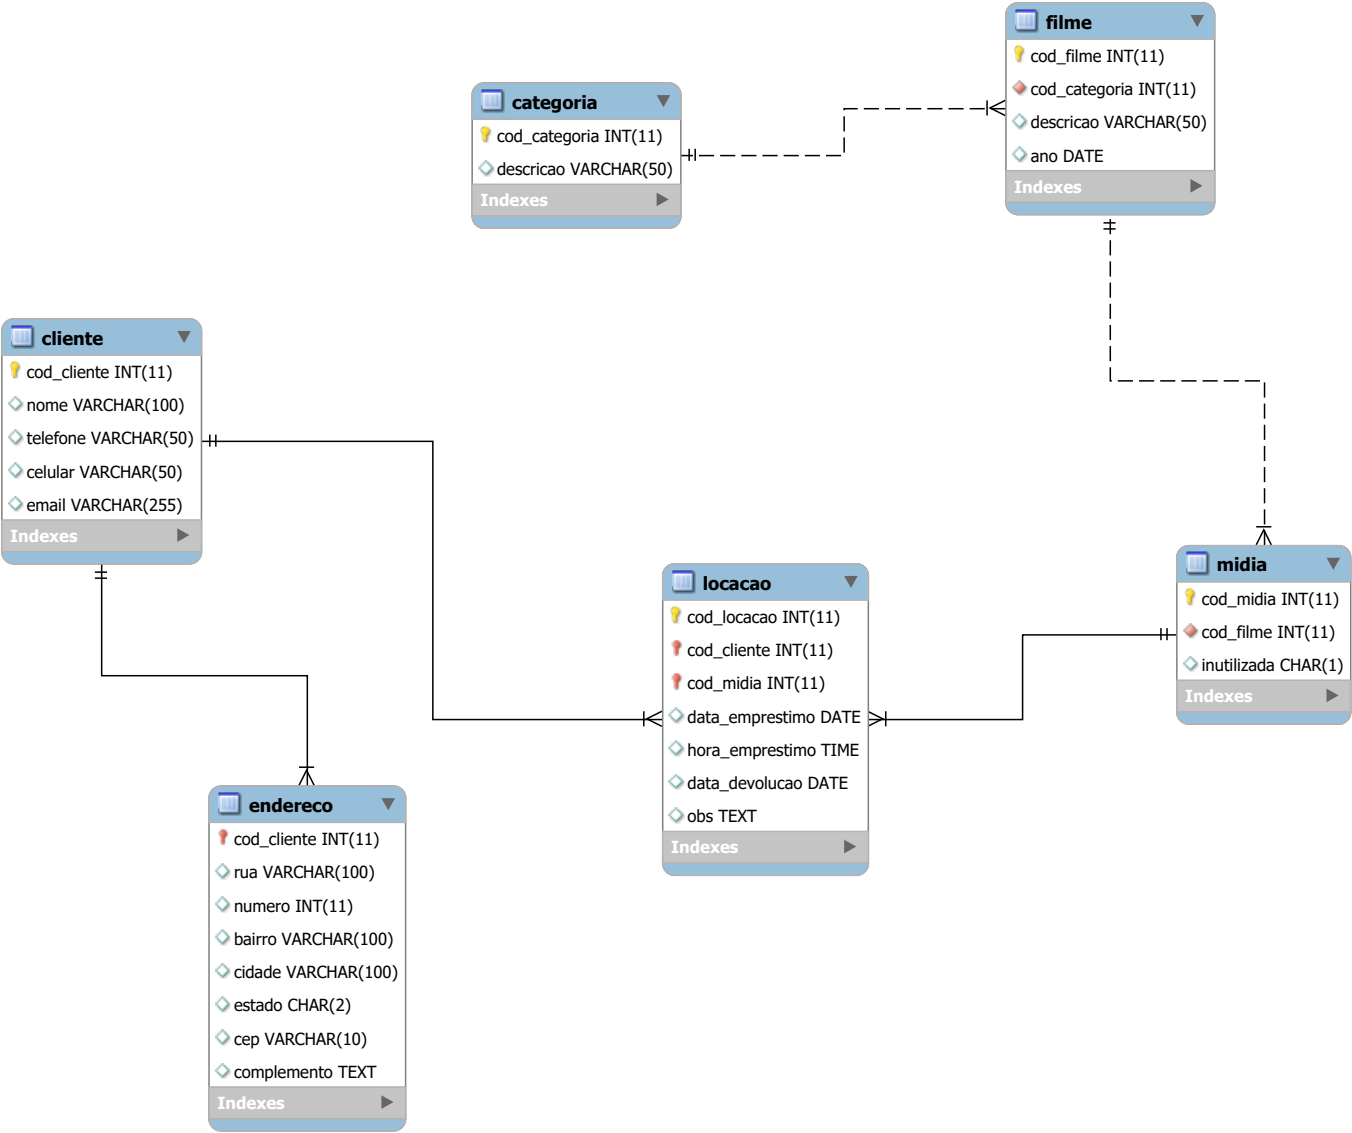 filme
cod_filme INT(11)
cod_categoria INT(11)
descricao VARCHAR(50)
ano DATE
Indexes
categoria
cod_categoria INT(11)
descricao VARCHAR(50)
Indexes
cliente
cod_cliente INT(11)
nome VARCHAR(100)
telefone VARCHAR(50)
celular VARCHAR(50)
email VARCHAR(255)
Indexes
locacao
cod_locacao INT(11)
cod_cliente INT(11)
cod_midia INT(11)
data_emprestimo DATE
hora_emprestimo TIME
data_devolucao DATE
obs TEXT
Indexes
midia
cod_midia INT(11)
cod_filme INT(11)
inutilizada CHAR(1)
Indexes
endereco
cod_cliente INT(11)
rua VARCHAR(100)
numero INT(11)
bairro VARCHAR(100)
cidade VARCHAR(100)
estado CHAR(2)
cep VARCHAR(10)
complemento TEXT
Indexes